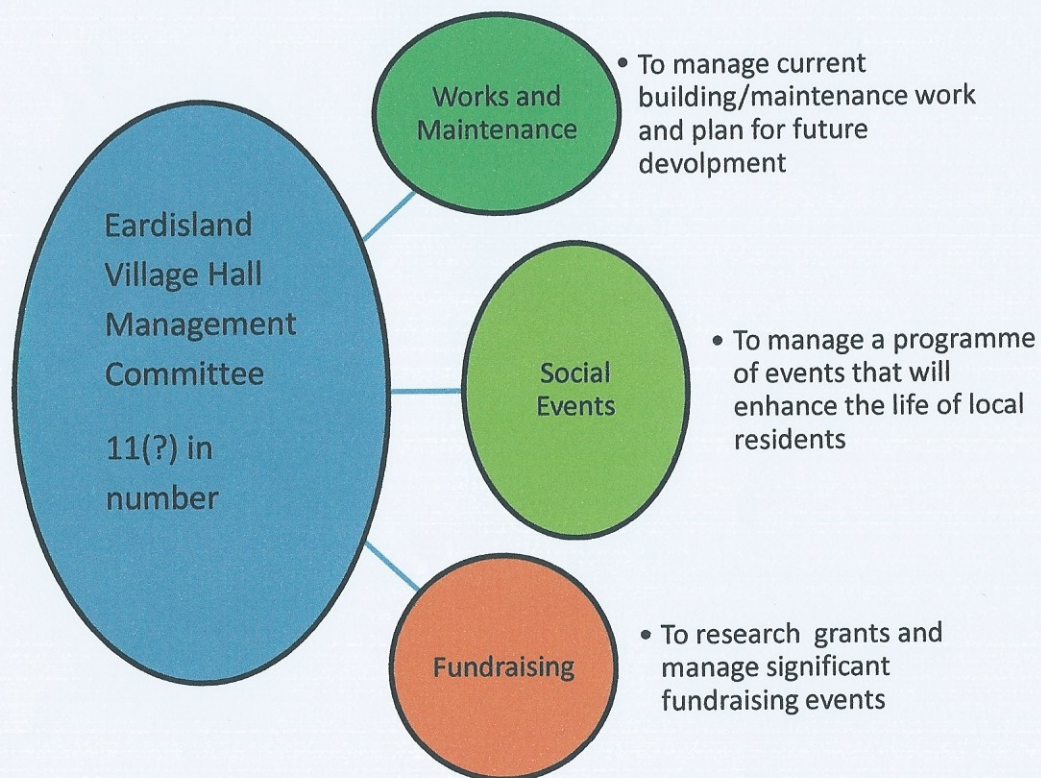 Eardisland
Village Hall
Management
Committee
11(?) in
number
Works and
Maintenance
• To manage current
building/maintenance work
and plan for future
devolpment
Social
Events
• To manage a programme
of events that will
enhance the life of local
residents
Fundraising
• To research grants and
manage significant
fundraising events